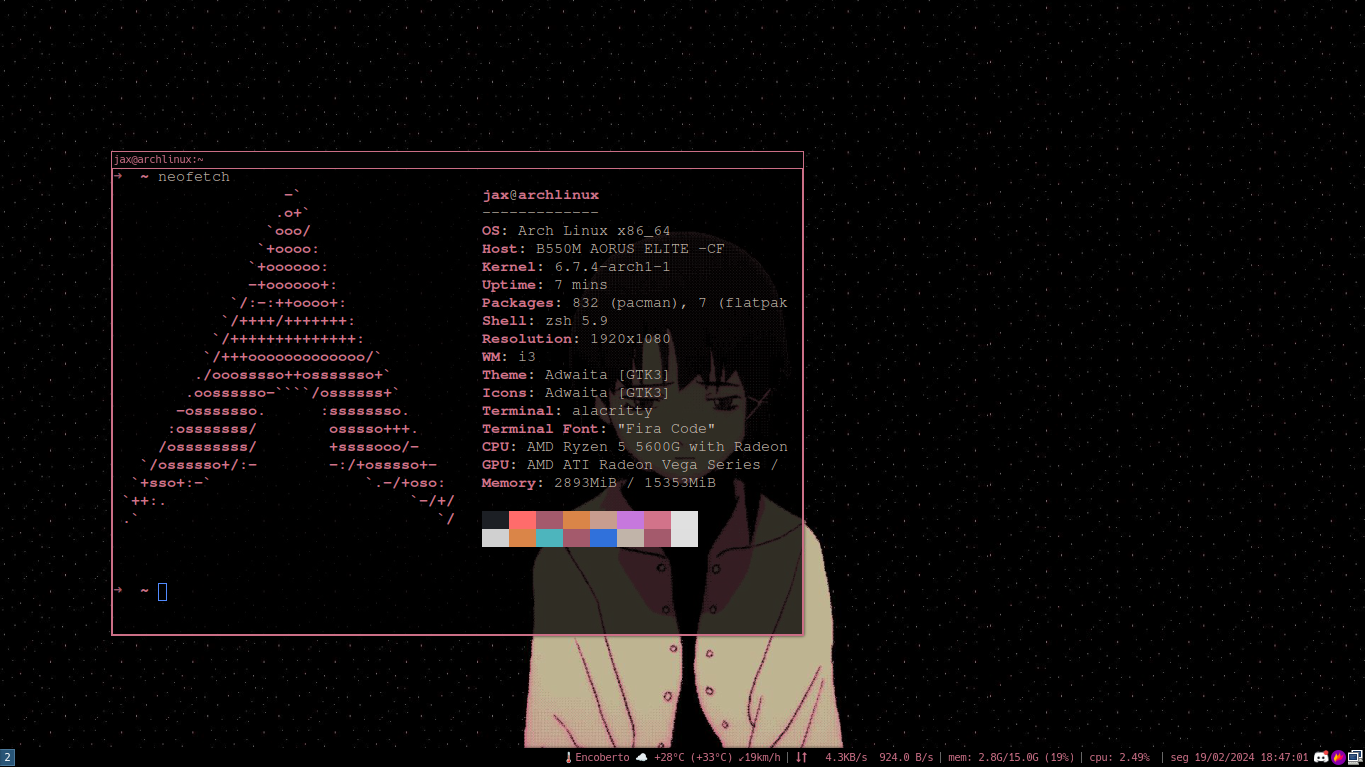 jax@archlinux:~
➜  ~ neofetch
-`
.o+`
`ooo/
`+oooo:
`+oooooo:
-+oooooo+:
`/:-:++oooo+:
`/++++/+++++++:
`/++++++++++++++:
`/+++ooooooooooooo/`
./ooosssso++osssssso+`
.oossssso-````/ossssss+`
-osssssso.      :ssssssso.
:osssssss/        osssso+++.
/ossssssss/        +ssssooo/-
`/ossssso+/:-        -:/+osssso+-
`+sso+:-`                 `.-/+oso:
`++:.                           `-/+/
.`                                 `/
jax@archlinux
-------------
OS: Arch Linux x86_64
Host: B550M AORUS ELITE -CF
Kernel: 6.7.4-arch1-1
Uptime: 7 mins
Packages: 832 (pacman), 7 (flatpak
Shell: zsh 5.9
Resolution: 1920x1080
WM: i3
Theme: Adwaita [GTK3]
Icons: Adwaita [GTK3]
Terminal: alacritty
Terminal Font: "Fira Code"
CPU: AMD Ryzen 5 5600G with Radeon
GPU: AMD ATI Radeon Vega Series /
Memory: 2893MiB / 15353MiB
➜  ~
2
Encoberto ☁️ +28°C (+33°C) ↙19km/h | 4.3KB/s 924.0 B/s | mem: 2.8G/15.0G (19%) | cpu: 2.49% | seg 19/02/2024 18:47:01